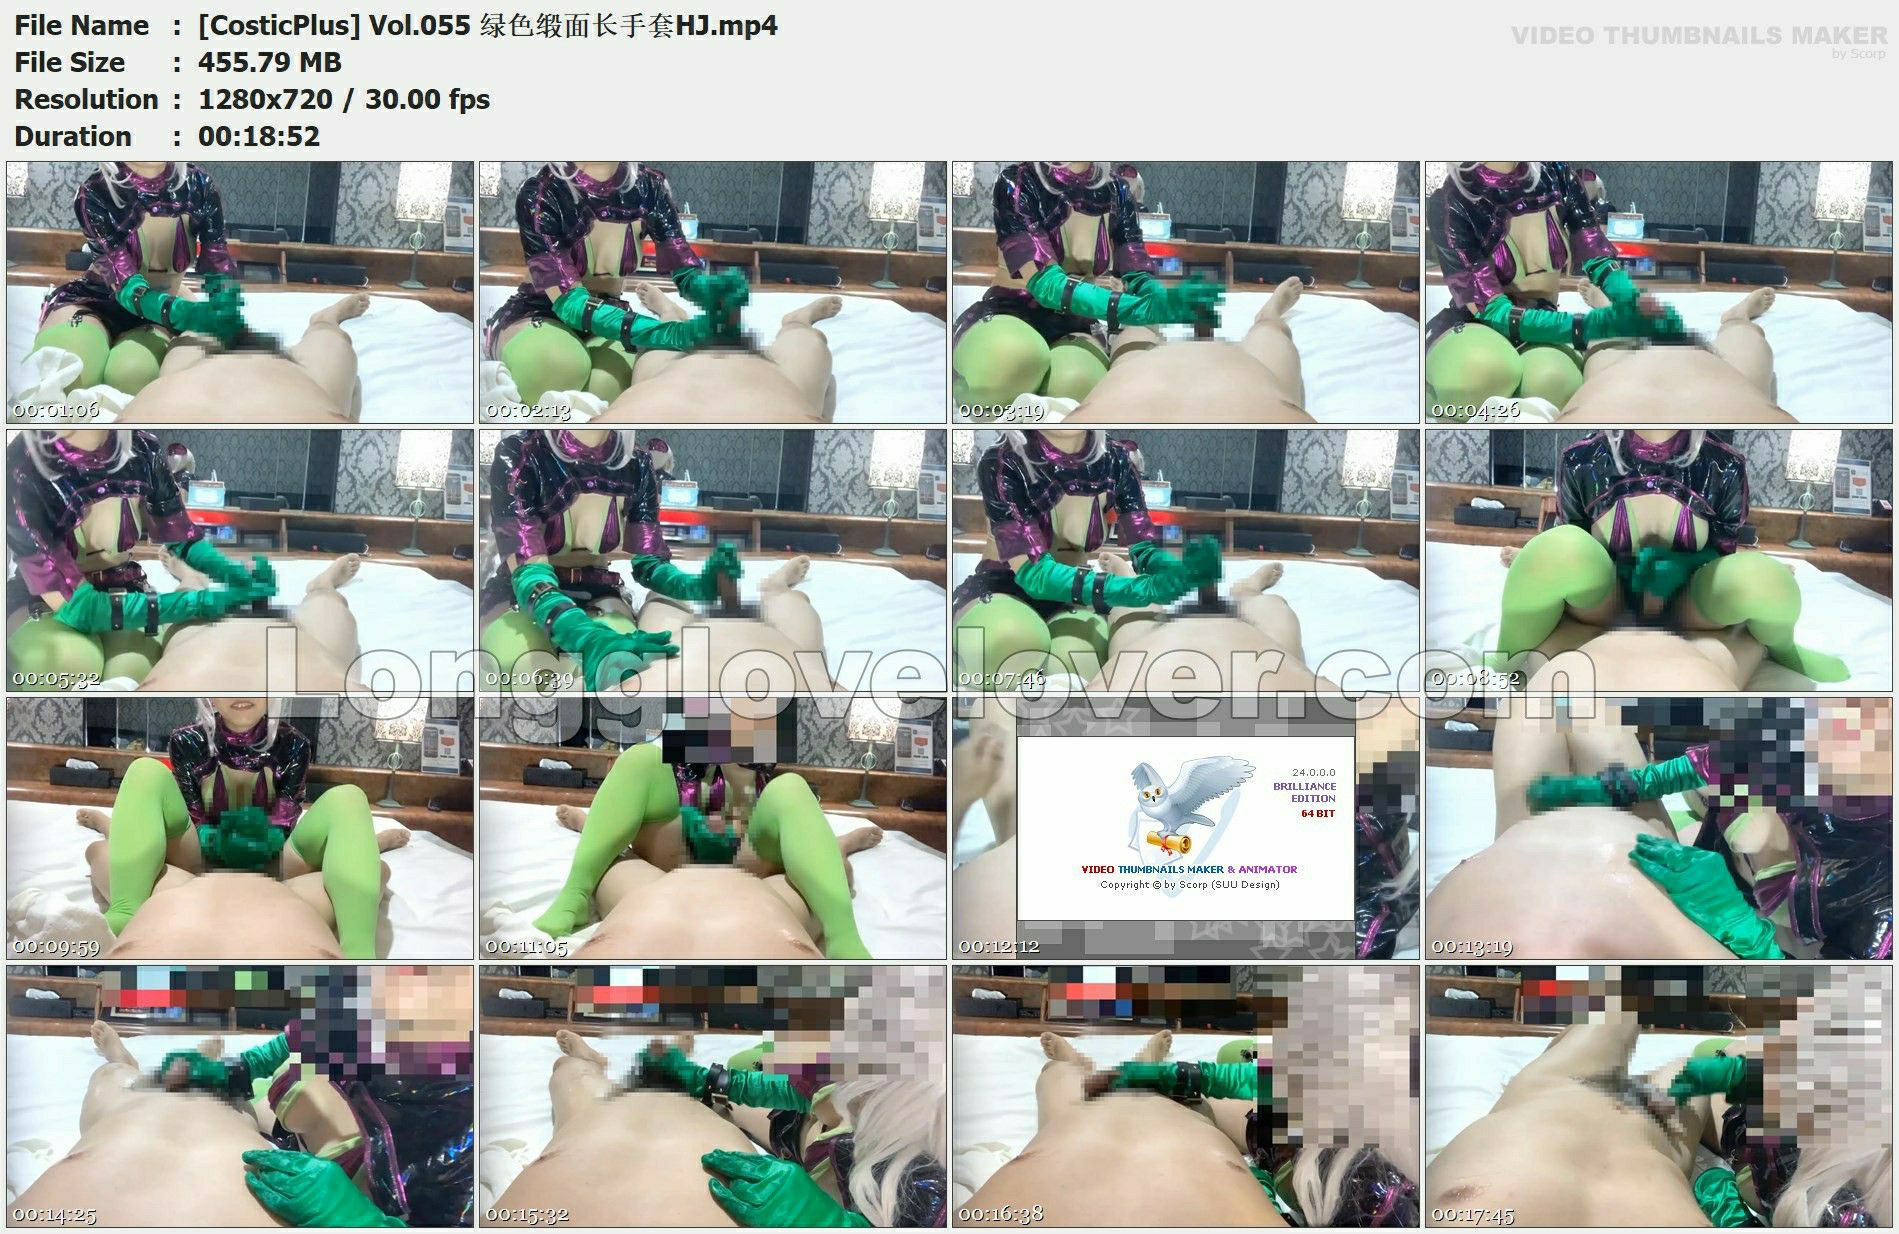 File Name : [CosticPlus] Vol.055 绿色缎面长手套HJ.mp4
File Size : 455.79 MB
Resolution : 1280x720 / 30.00 fps
Duration : 00:18:52
VIDEO THUMBNAILS MAKER
by Scorp
00:01:06
00:02:13
00:03:19
00:04:26
00:05:32
00:06:39
00:07:46
00:08:52
Longglovelover.com
00:09:59
00:11:05
24.0.0.0
BRILLIANCE
EDITION
64 BIT
VIDEO THUMBNAILS MAKER & ANIMATOR
Copyright © by Scorp (SUU Design)
00:12:12
00:13:19
00:14:25
00:15:32
00:16:38
00:17:45